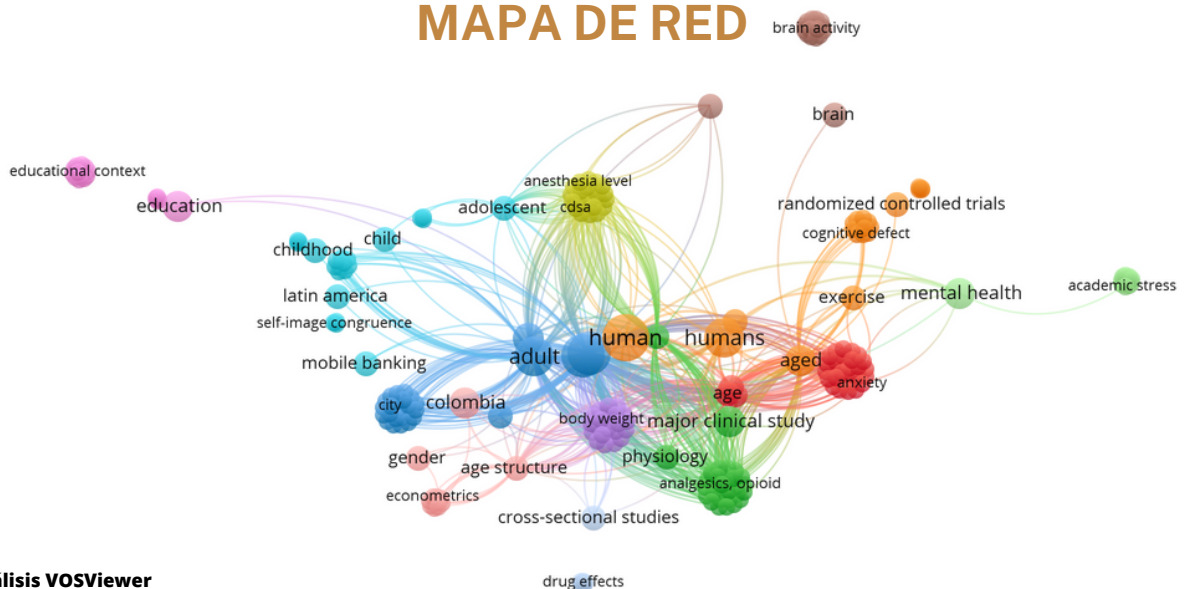 MAPA DE RED
brain activity
brain
educational context
education
anesthesia level
adolescent
cdsa
randomized controlled trials
cognitive defect
child
childhood
latin america
self-image congruence
mobile banking
exercise
mental health
academic stress
human
humans
adult
aged
anxiety
age
city
colombia
body weight
major clinical study
gender
age structure
physiology
analgesics, opioid
econometrics
cross-sectional studies
drug effects
álisis VOSViewer